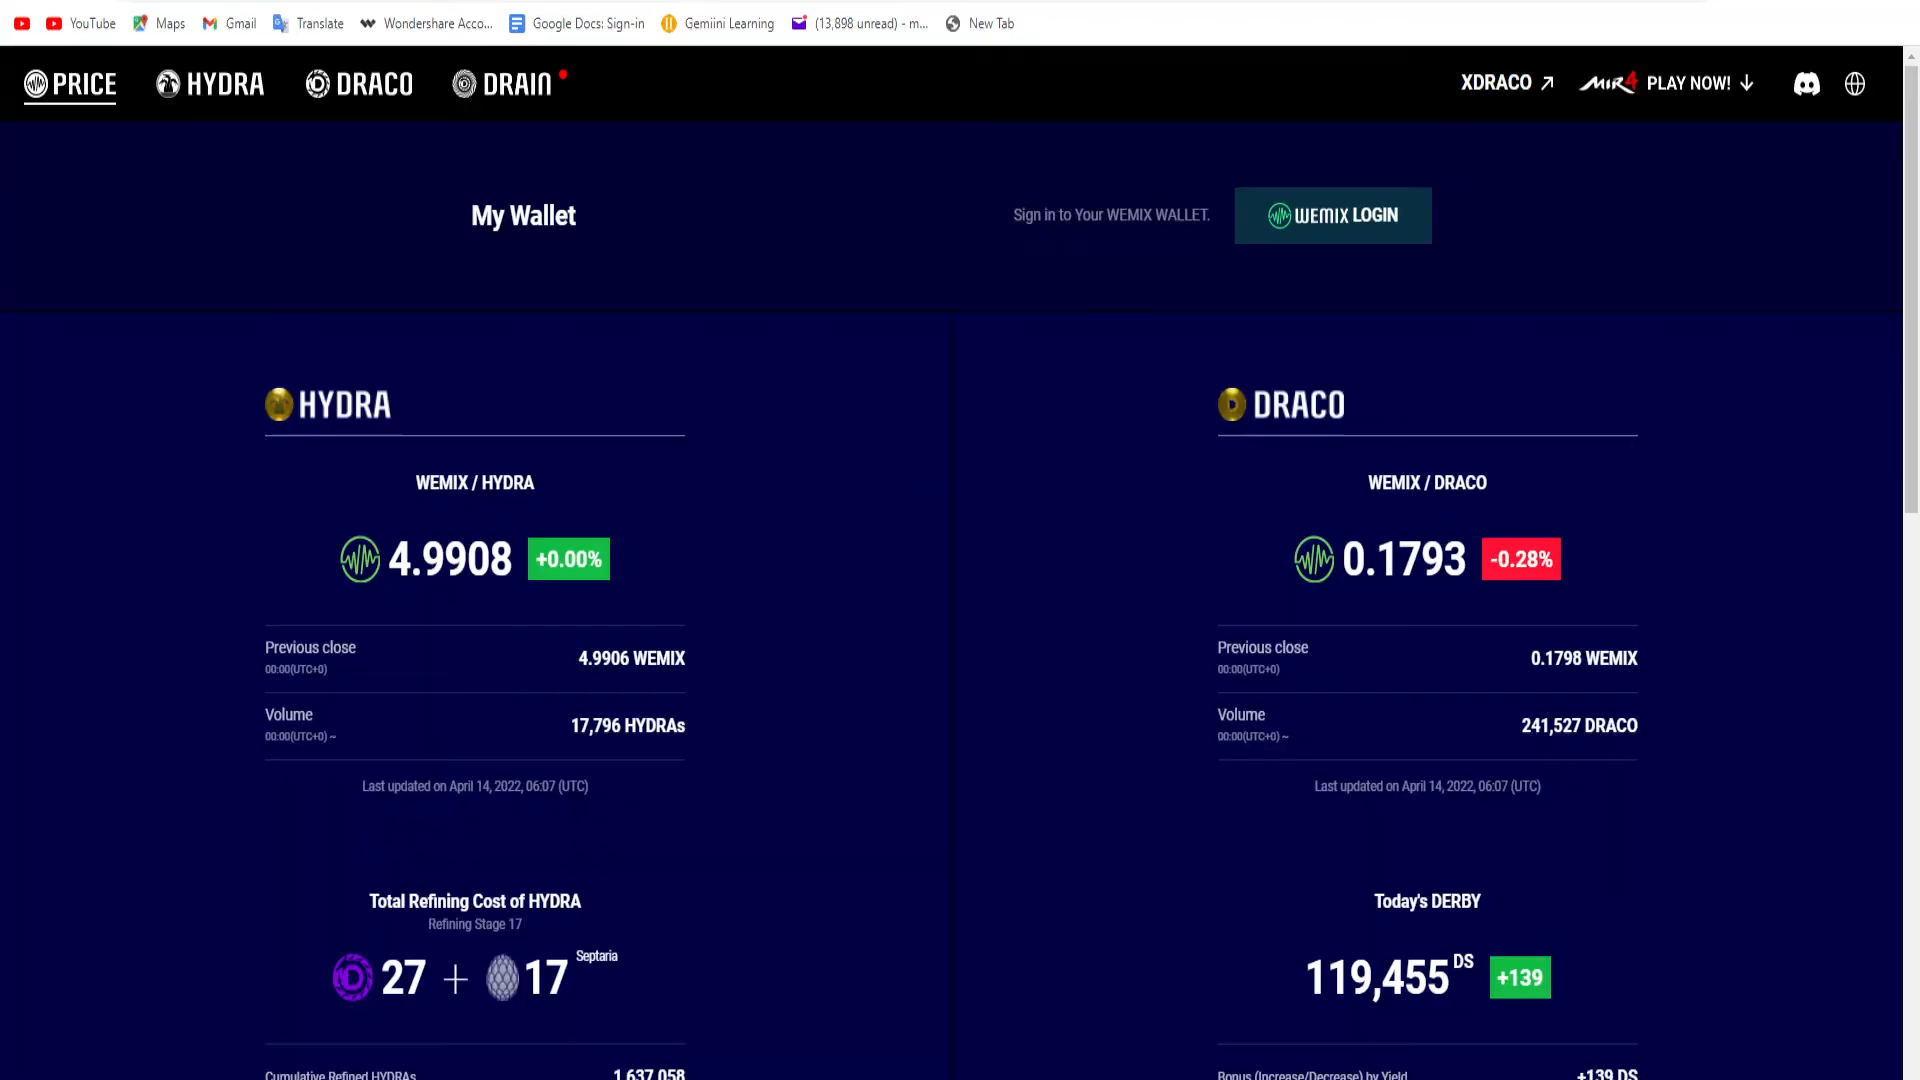 YouTube Maps Gmail Translate Wondershare Acco... Google Docs: Sign-in Gemiini Learning (13,898 unread) - m... New Tab
PRICE HYDRA DRACO DRAIN XDRACO MIR4 PLAY NOW!
My Wallet Sign in to Your WEMIX WALLET. WEMIX LOGIN
HYDRA
WEMIX / HYDRA
4.9908 +0.00%
Previous close
00:00(UTC+0)
4.9906 WEMIX
Volume
00:00(UTC+0) ~
17,796 HYDRAs
Last updated on April 14, 2022, 06:07 (UTC)
Total Refining Cost of HYDRA
Refining Stage 17
27 + 17 Septaria
Cumulative Refined HYDRAs 1,637,058
DRACO
WEMIX / DRACO
0.1793 -0.28%
Previous close
00:00(UTC+0)
0.1798 WEMIX
Volume
00:00(UTC+0) ~
241,527 DRACO
Last updated on April 14, 2022, 06:07 (UTC)
Today's DERBY
119,455 DS +139
Bonus (Increase/Decrease) by Yield +139 DS